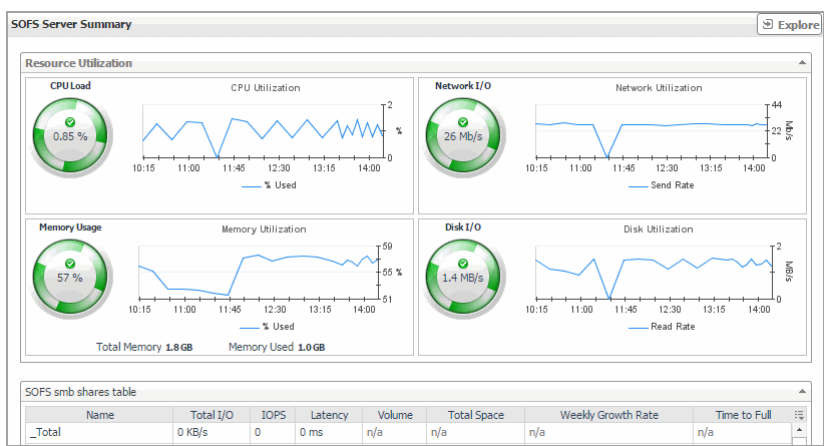 SOFS Server Summary
Explore
Resource Utilization
CPU Load
CPU Utilization
0.85 %
2
%
0
10:15 11:00 11:45 12:30 13:15 14:00
% Used
Network I/O
Network Utilization
26 Mb/s
44
22
Mb/s
0
10:15 11:00 11:45 12:30 13:15 14:00
Send Rate
Memory Usage
Memory Utilization
57 %
59
55
%
51
10:15 11:00 11:45 12:30 13:15 14:00
% Used
Total Memory 1.8 GB Memory Used 1.0 GB
Disk I/O
Disk Utilization
1.4 MB/s
2
MB/s
0
10:15 11:00 11:45 12:30 13:15 14:00
Read Rate
SOFS smb shares table
Name Total I/O IOPS Latency Volume Total Space Weekly Growth Rate Time to Full
_Total 0 KB/s 0 0 ms n/a n/a n/a n/a